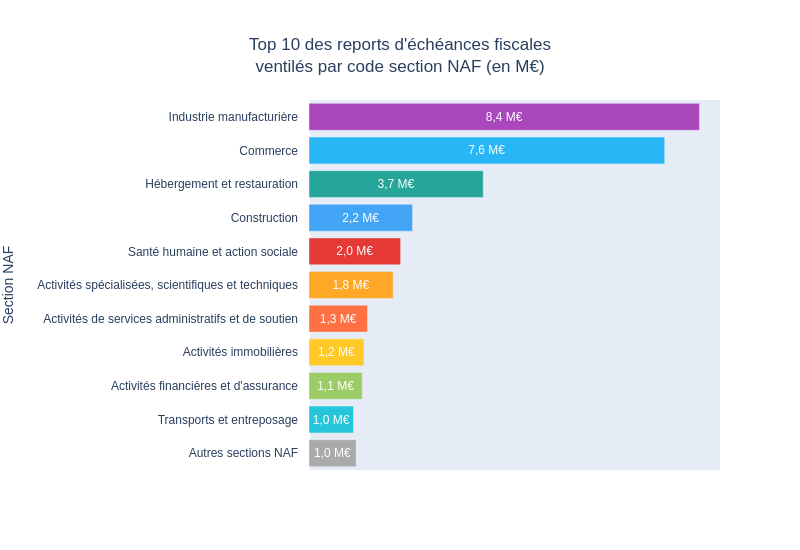 Top 10 des reports d'échéances fiscales
ventilés par code section NAF (en M€)
Section NAF
Industrie manufacturière 8,4 M€
Commerce 7,6 M€
Hébergement et restauration 3,7 M€
Construction 2,2 M€
Santé humaine et action sociale 2,0 M€
Activités spécialisées, scientifiques et techniques 1,8 M€
Activités de services administratifs et de soutien 1,3 M€
Activités immobilières 1,2 M€
Activités financières et d'assurance 1,1 M€
Transports et entreposage 1,0 M€
Autres sections NAF 1,0 M€